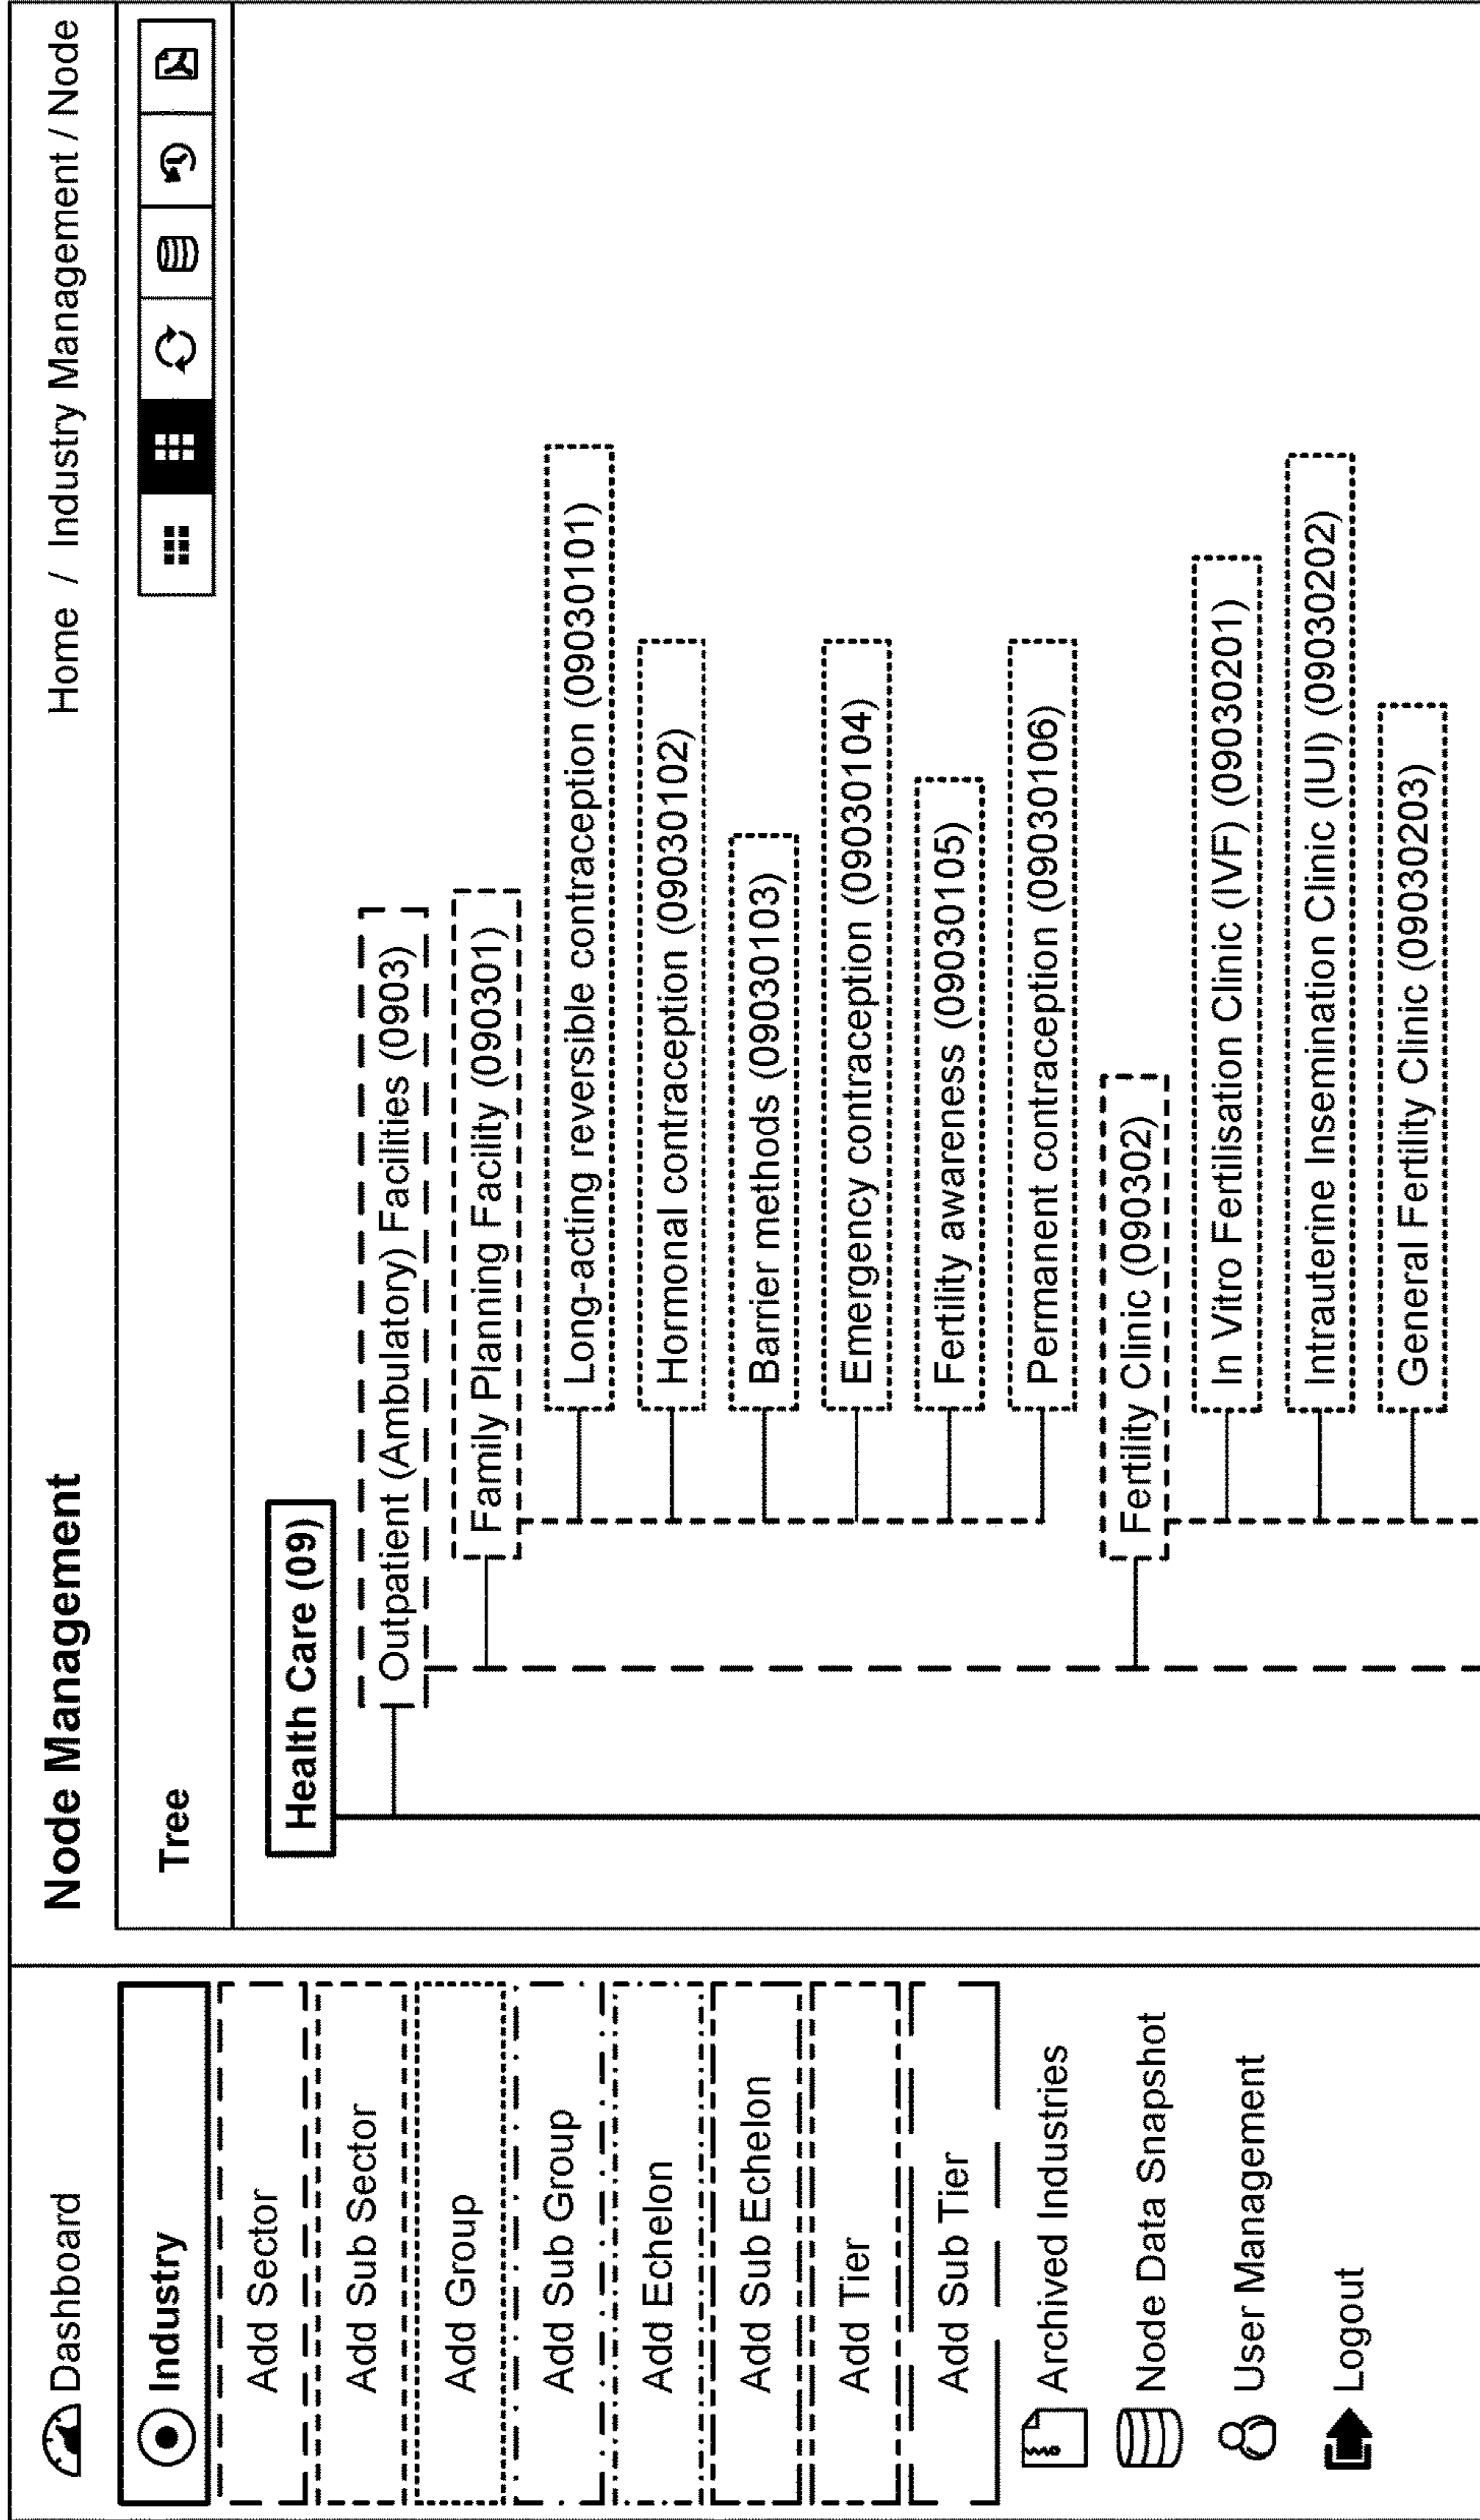 Dashboard
Industry
Add Sector
Add Sub Sector
Add Group
Add Sub Group
Add Echelon
Add Sub Echelon
Add Tier
Add Sub Tier
Archived Industries
Node Data Snapshot
User Management
Logout
Node Management
Home / Industry Management / Node
Tree
Health Care (09)
Outpatient (Ambulatory) Facilities (0903)
Family Planning Facility (090301)
Long-acting reversible contraception (09030101)
Hormonal contraception (09030102)
Barrier methods (09030103)
Emergency contraception (09030104)
Fertility awareness (09030105)
Permanent contraception (09030106)
Fertility Clinic (090302)
In Vitro Fertilisation Clinic (IVF) (09030201)
Intrauterine Insemination Clinic (IUI) (09030202)
General Fertility Clinic (09030203)